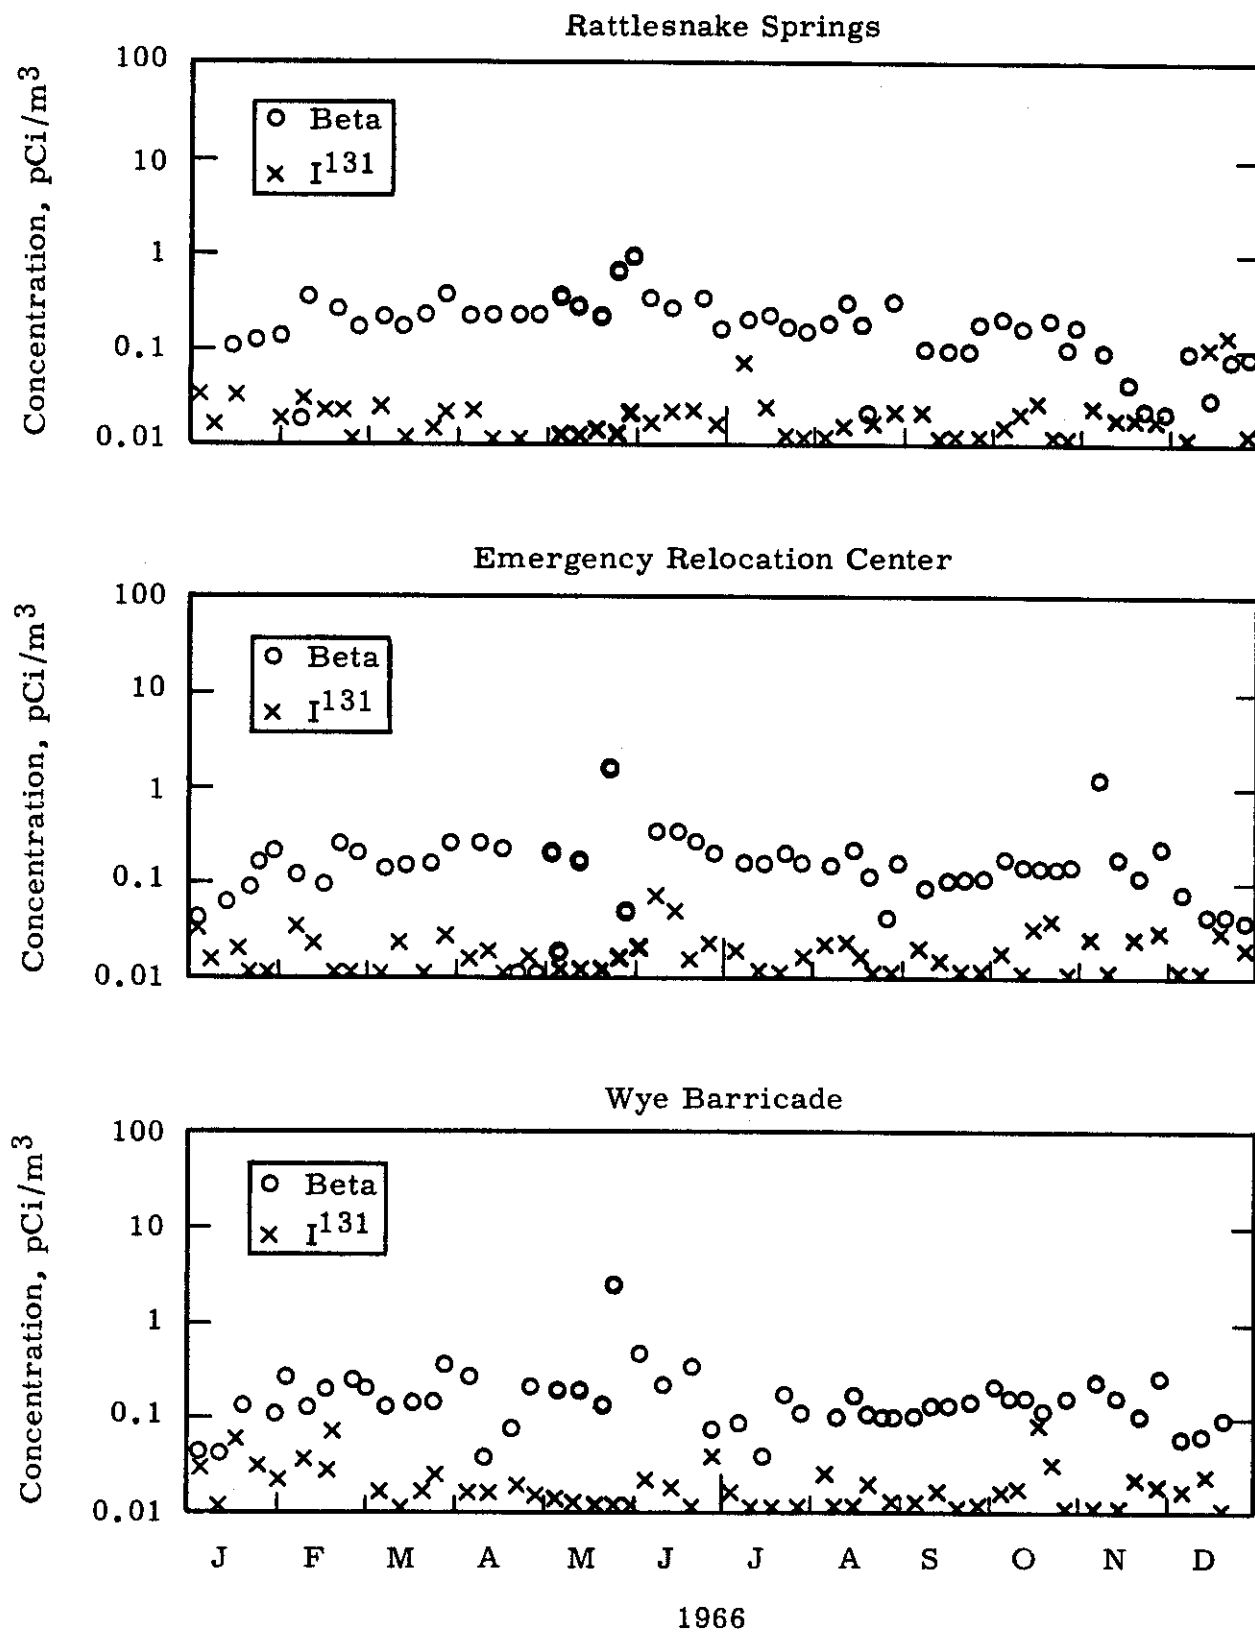 Rattlesnake Springs
Concentration, pCi/m³
100
10
1
0.1
0.01
Beta
I¹³¹
Emergency Relocation Center
Concentration, pCi/m³
100
10
1
0.1
0.01
Beta
I¹³¹
Wye Barricade
Concentration, pCi/m³
100
10
1
0.1
0.01
Beta
I¹³¹
J F M A M J J A S O N D
1966